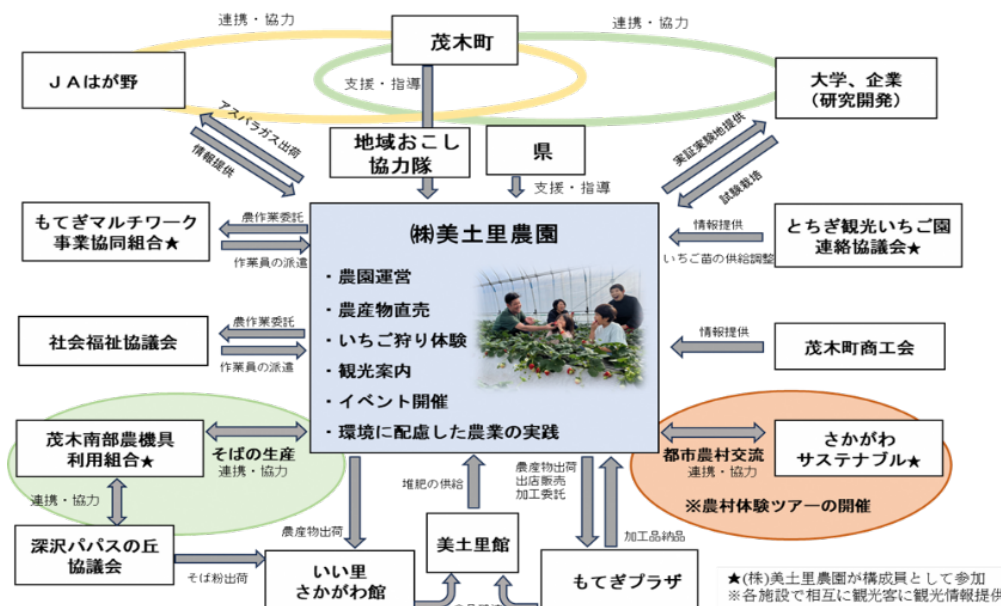 連携・協力
連携・協力
茂木町
ＪＡはが野
支援・指導
大学、企業
（研究開発）
アスパラガス出荷
情報提供
地域おこし
協力隊
県
支援・指導
実証実験地提供
試験栽培
もてぎマルチワーク
事業協同組合★
農作業委託
作業員の派遣
㈱美土里農園
・農園運営
・農産物直売
・いちご狩り体験
・観光案内
・イベント開催
・環境に配慮した農業の実践
情報提供
いちご苗の供給調整
とちぎ観光いちご園
連絡協議会★
社会福祉協議会
農作業委託
作業員の派遣
情報提供
茂木町商工会
茂木南部農機具
利用組合★
そばの生産
連携・協力
都市農村交流
連携・協力
さかがわ
サステナブル★
※農村体験ツアーの開催
連携・協力
深沢パパスの丘
協議会
そば粉出荷
農産物出荷
堆肥の供給
農産物出荷
出店販売
加工委託
加工品納品
いい里
さかがわ館
美土里館
もてぎプラザ
★(株)美土里農園が構成員として参加
※各施設で相互に観光客に観光情報提供